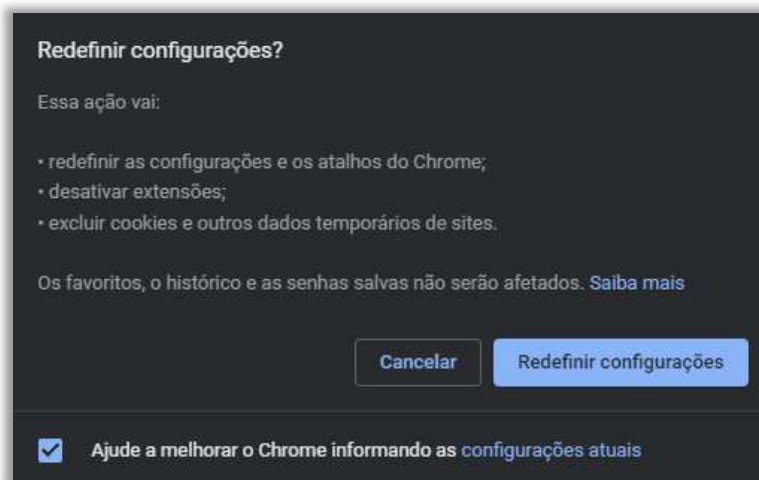 Redefinir configurações?
Essa ação vai:
• redefinir as configurações e os atalhos do Chrome;
• desativar extensões;
• excluir cookies e outros dados temporários de sites.
Os favoritos, o histórico e as senhas salvas não serão afetados. Saiba mais
Cancelar Redefinir configurações
Ajude a melhorar o Chrome informando as configurações atuais